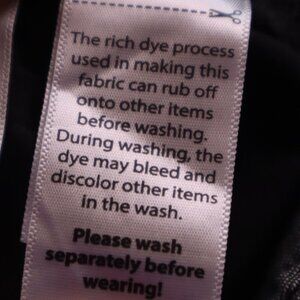 The rich dye process
used in making this
fabric can rub off
onto other items
before washing.
During washing, the
dye may bleed and
discolor other items
in the wash.
Please wash
separately before
wearing!